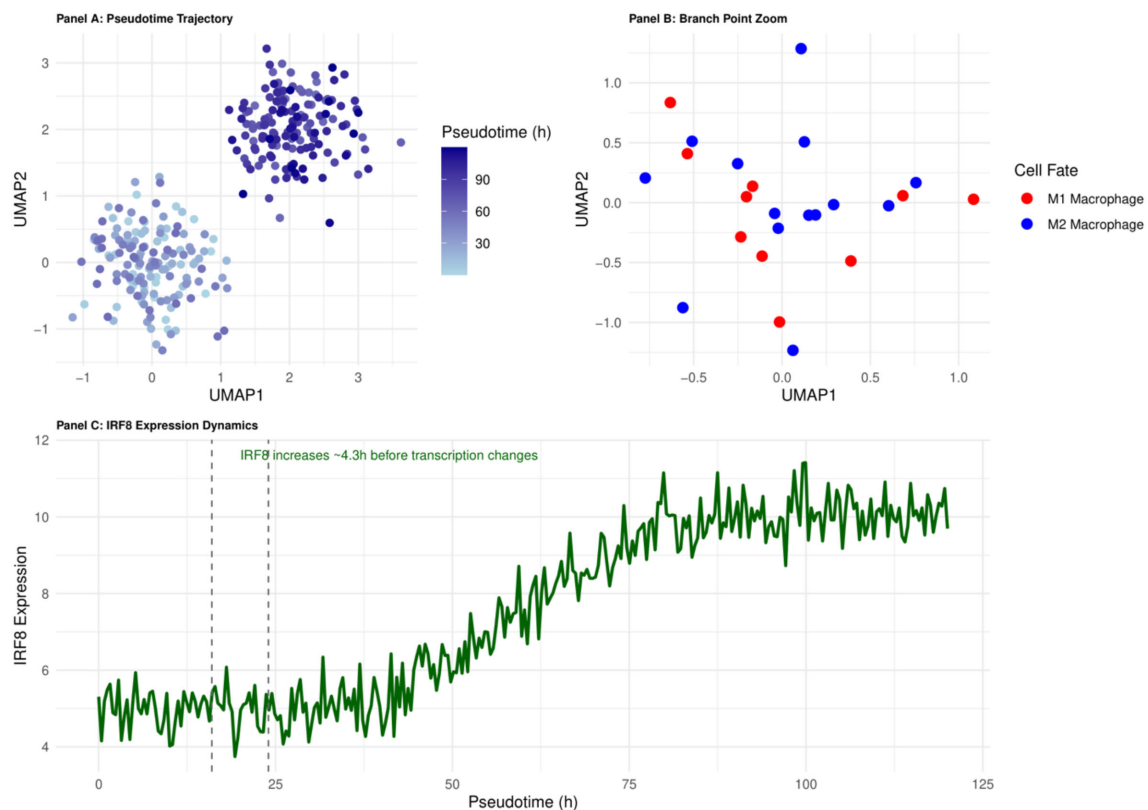 Panel A: Pseudotime Trajectory
UMAP2
3
2
1
0
−1
−1
0
1
2
3
UMAP1
Pseudotime (h)
90
60
30
Panel B: Branch Point Zoom
UMAP2
1.0
0.5
0.0
−0.5
−1.0
−0.5
0.0
0.5
1.0
UMAP1
Cell Fate
M1 Macrophage
M2 Macrophage
Panel C: IRF8 Expression Dynamics
IRF8 increases ~4.3h before transcription changes
IRF8 Expression
12
10
8
6
4
0
25
50
75
100
125
Pseudotime (h)